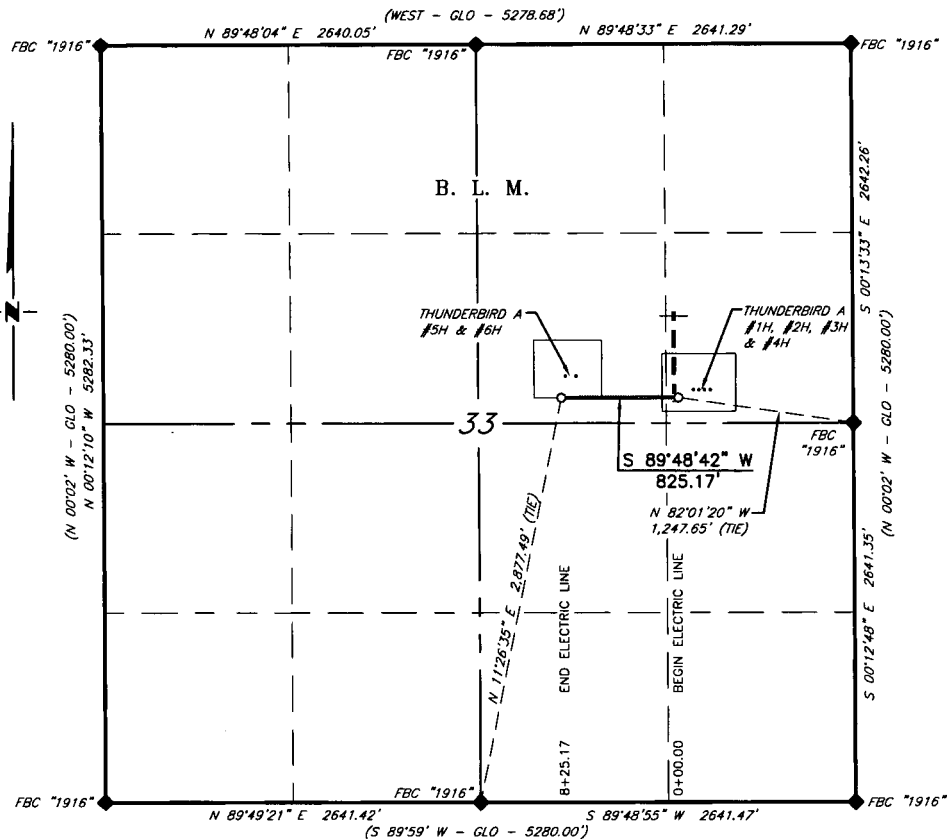 (WEST - GLO - 5278.68')
N 89°48'04" E 2640.05'
N 89°48'33" E 2641.29'
FBC "1916"
FBC "1916"
FBC "1916"
B. L. M.
S 00°13'33" E 2642.26'
(N 00°02' W - GLO - 5280.00')
Z
(N 00°02' W - GLO - 5280.00')
N 00°12'10" W 5282.33'
THUNDERBIRD A
#5H & #6H
THUNDERBIRD A
#1H, #2H, #3H
& #4H
33
FBC
"1916"
S 89°48'42" W
825.17'
N 82°01'20" W
1,247.65' (TIE)
N 11°26'35" E 2,877.49' (TIE)
8+25.17 END ELECTRIC LINE
0+00.00 BEGIN ELECTRIC LINE
S 00°12'48" E 2641.35'
FBC "1916"
FBC "1916"
FBC "1916"
N 89°49'21" E 2641.42'
S 89°48'55" W 2641.47'
(S 89°59' W - GLO - 5280.00')